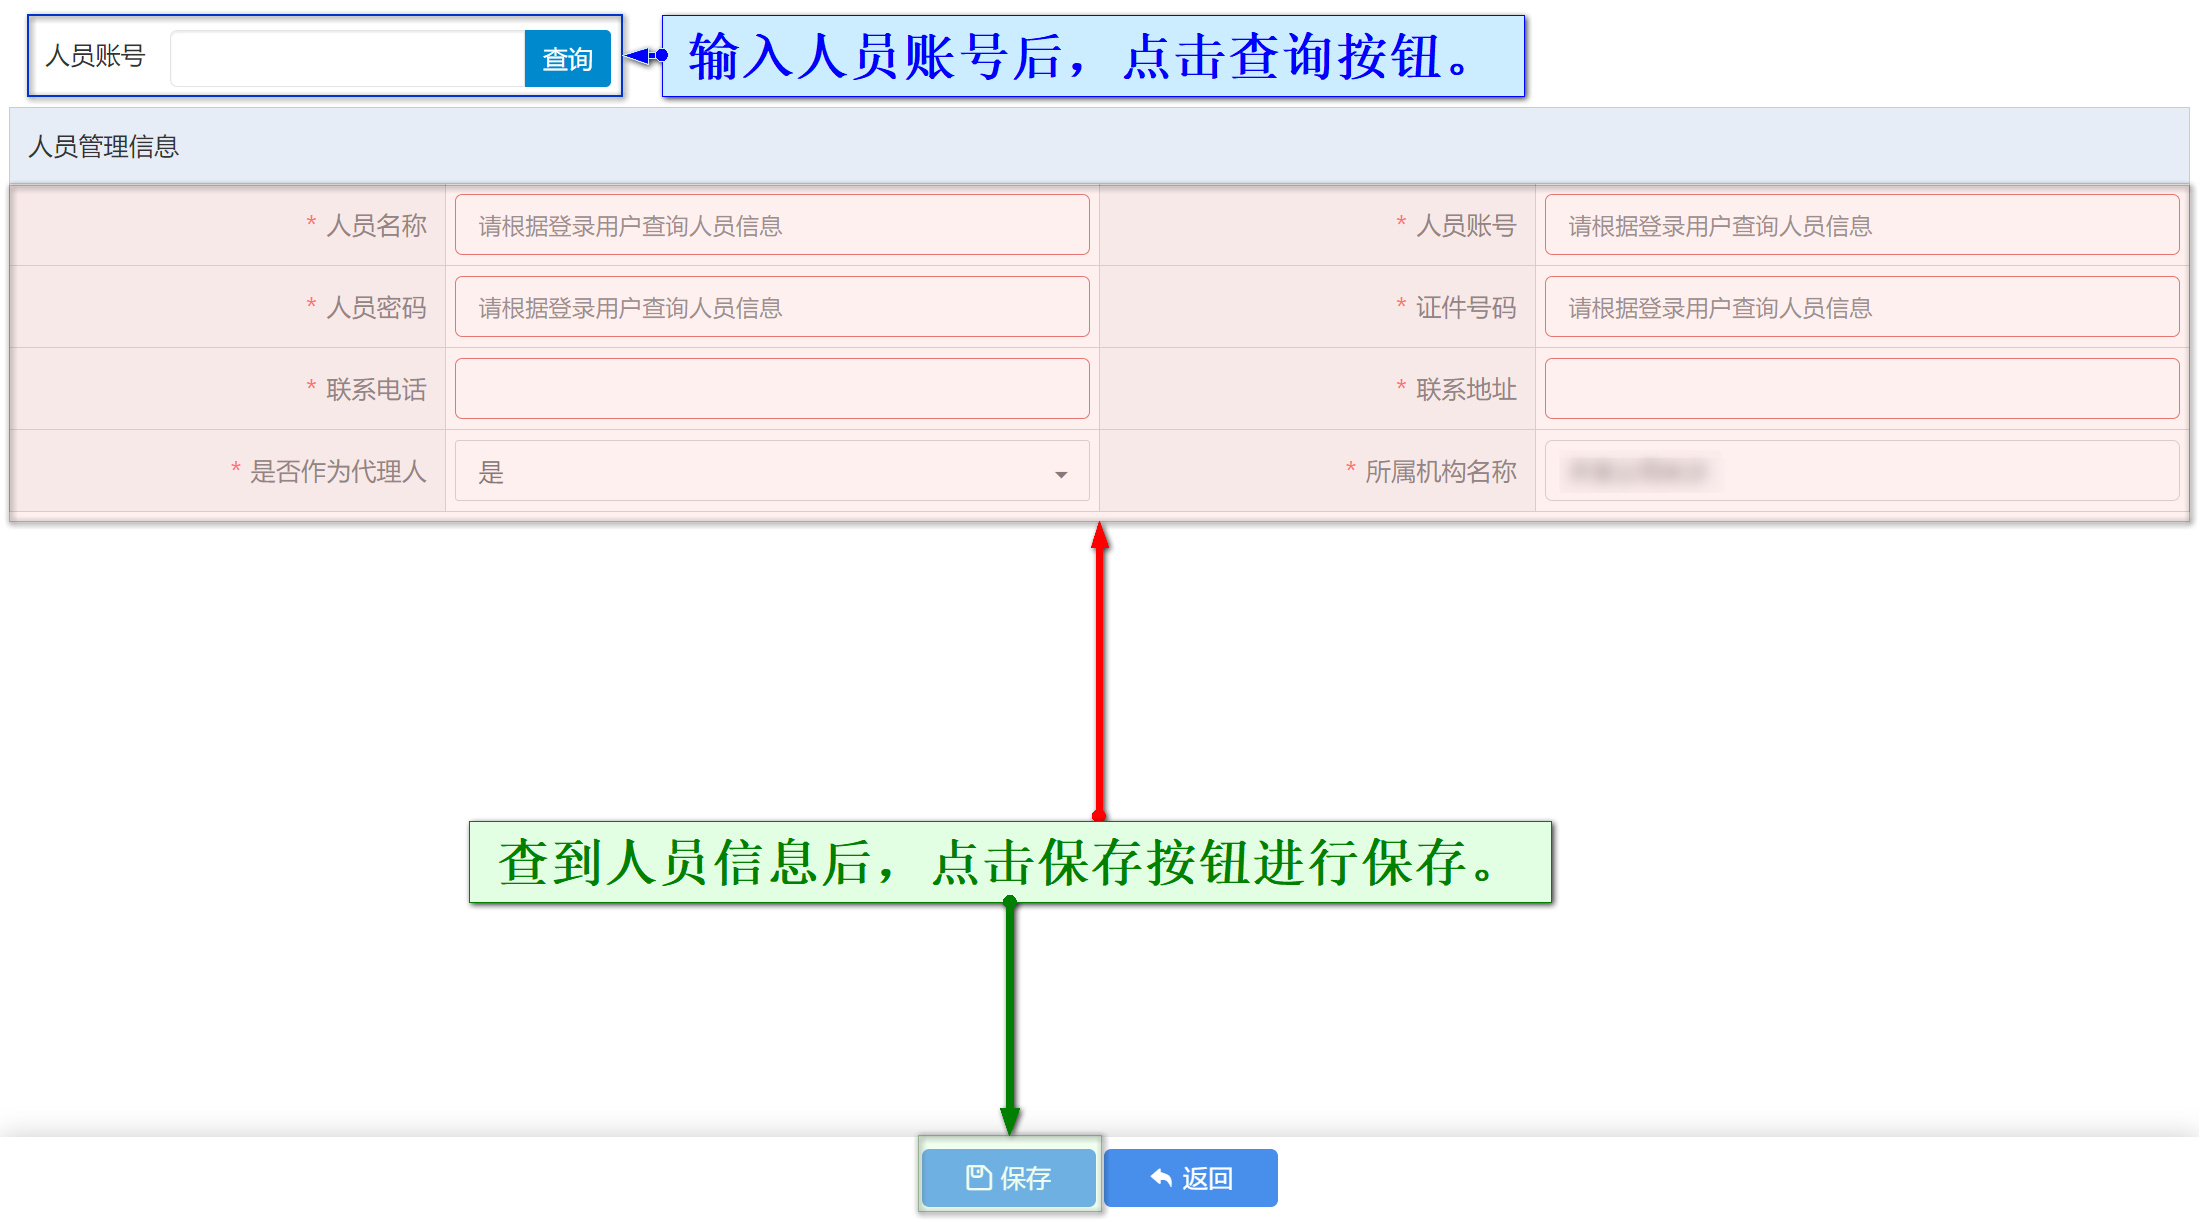 人员账号 查询 输入人员账号后，点击查询按钮。
人员管理信息
* 人员名称 请根据登录用户查询人员信息 * 人员账号 请根据登录用户查询人员信息
* 人员密码 请根据登录用户查询人员信息 * 证件号码 请根据登录用户查询人员信息
* 联系电话 * 联系地址
* 是否作为代理人 是 * 所属机构名称
查到人员信息后，点击保存按钮进行保存。
保存 返回